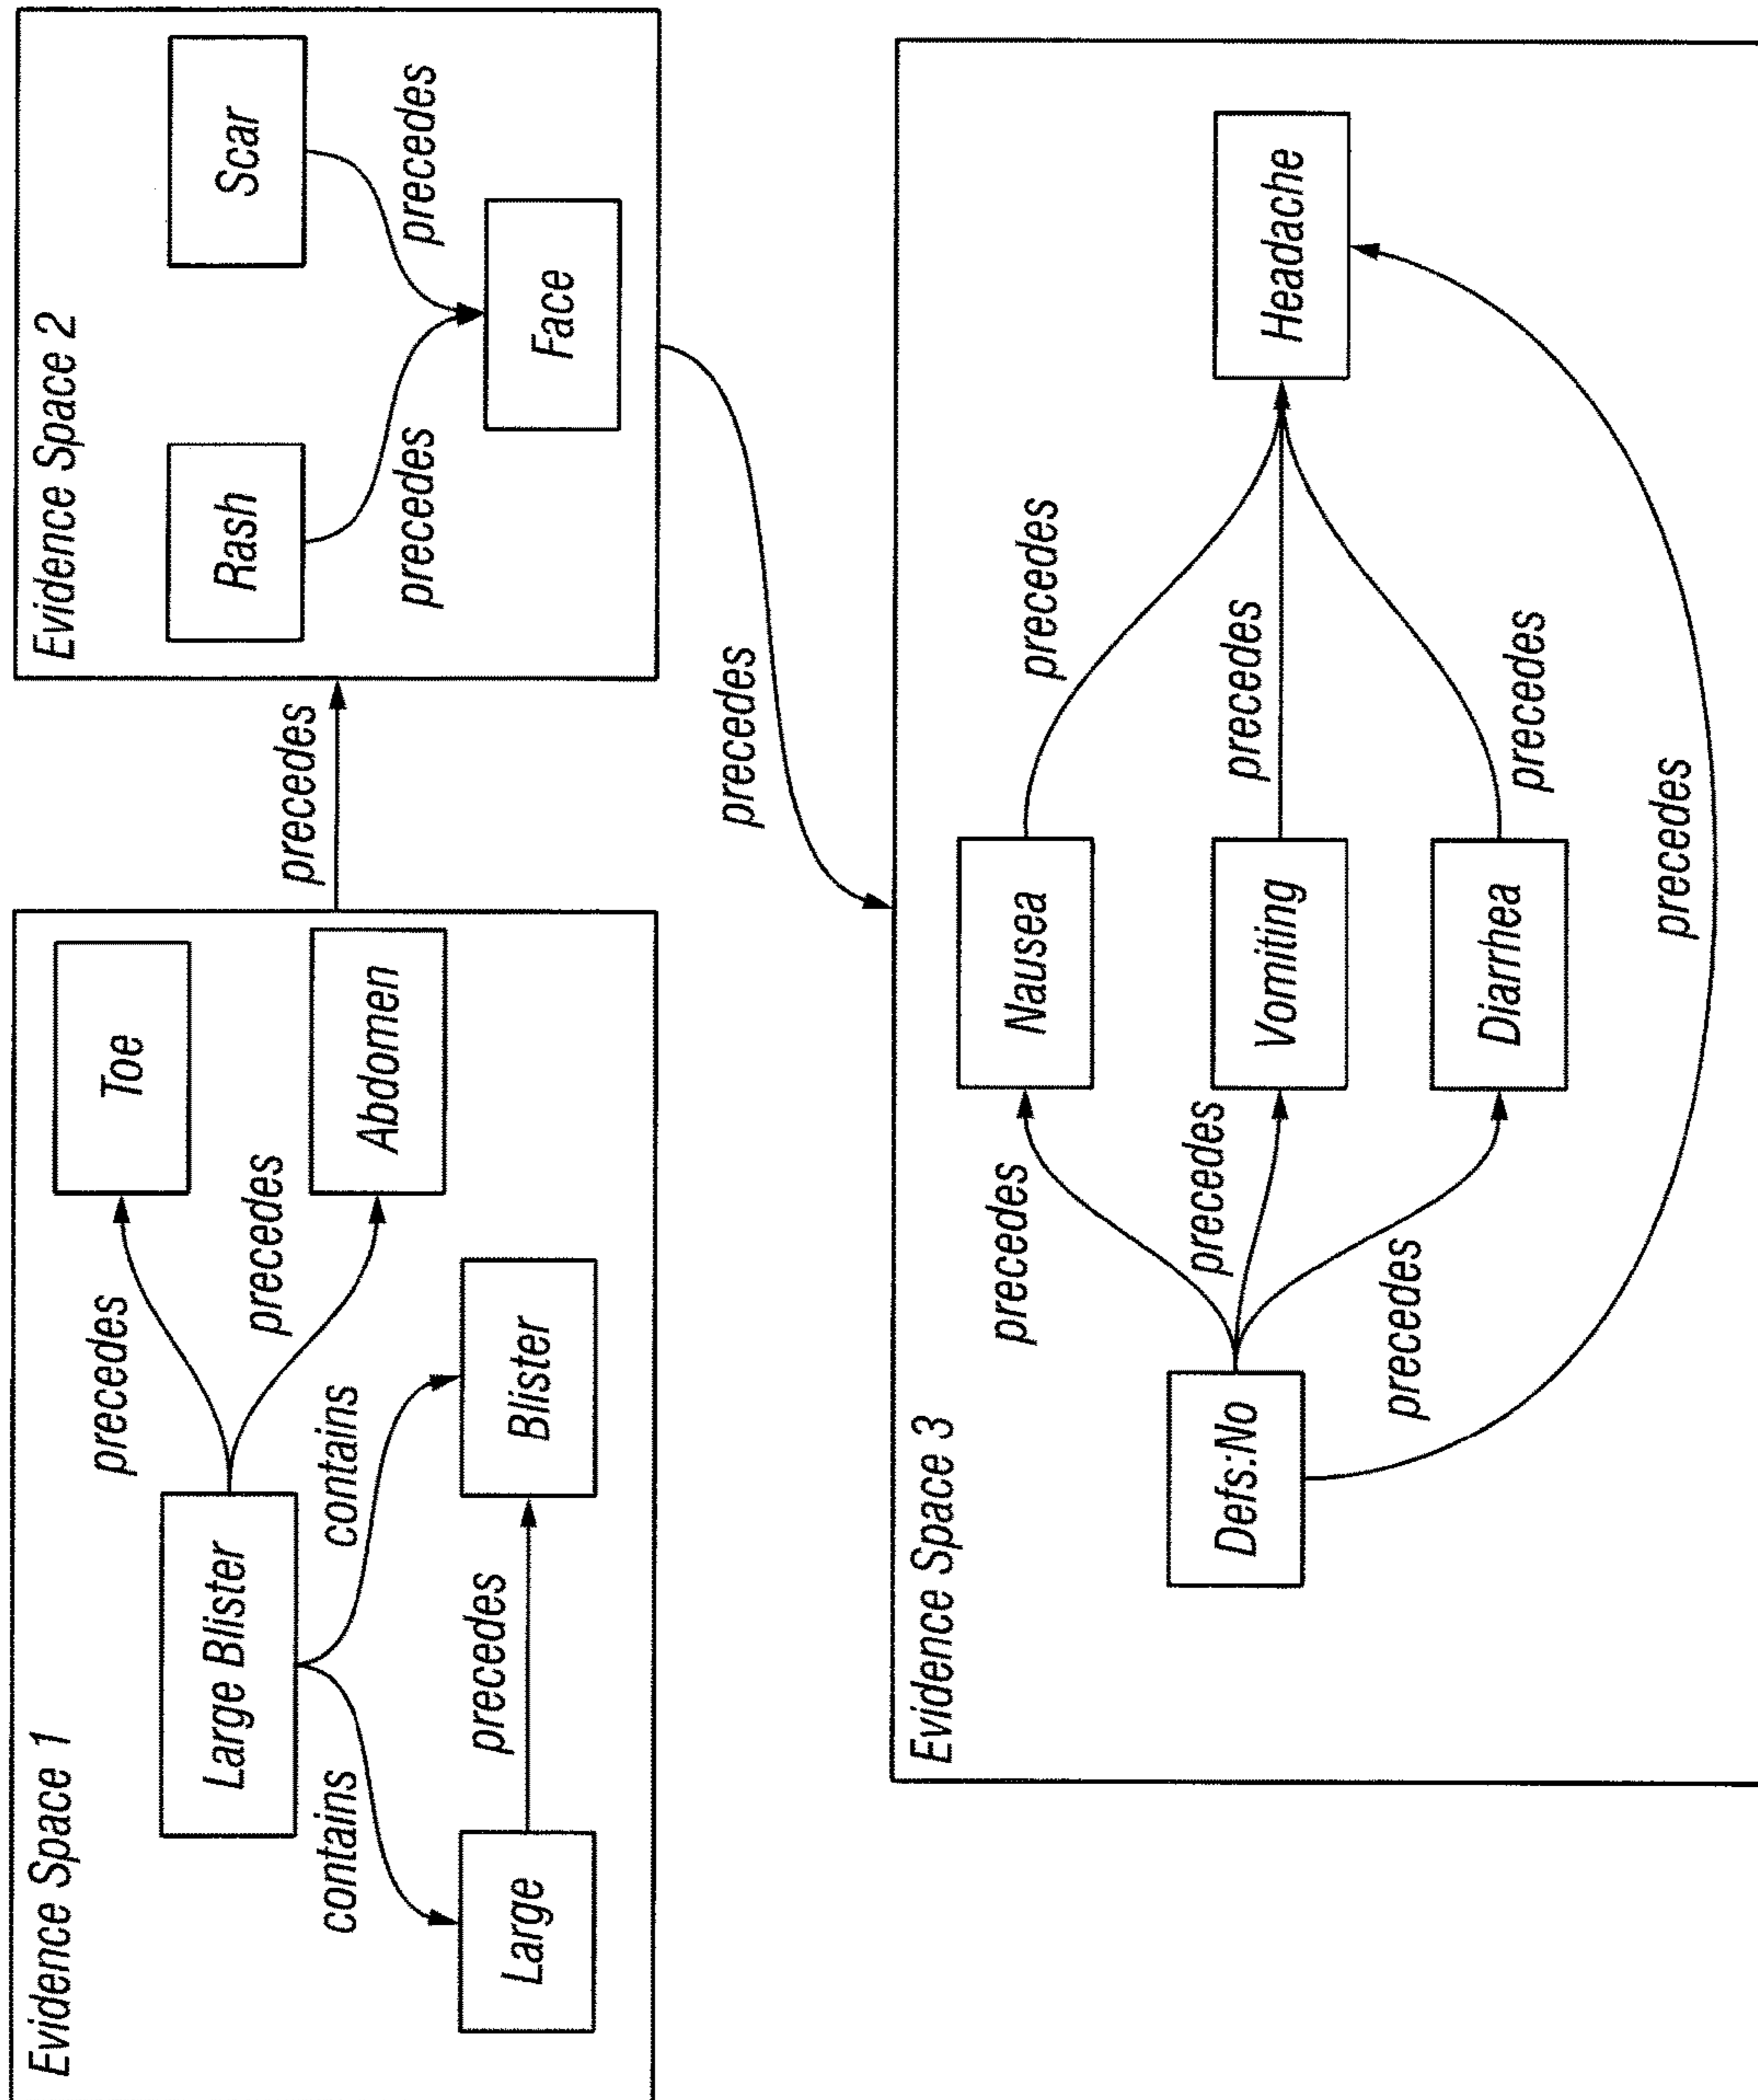 Evidence Space 1
Large Blister
precedes
Toe
precedes
Abdomen
contains
contains
Large
precedes
Blister
precedes
Evidence Space 2
Rash
Scar
precedes
precedes
Face
precedes
Evidence Space 3
Defs:No
precedes
precedes
precedes
Nausea
Vomiting
Diarrhea
precedes
precedes
precedes
Headache
precedes